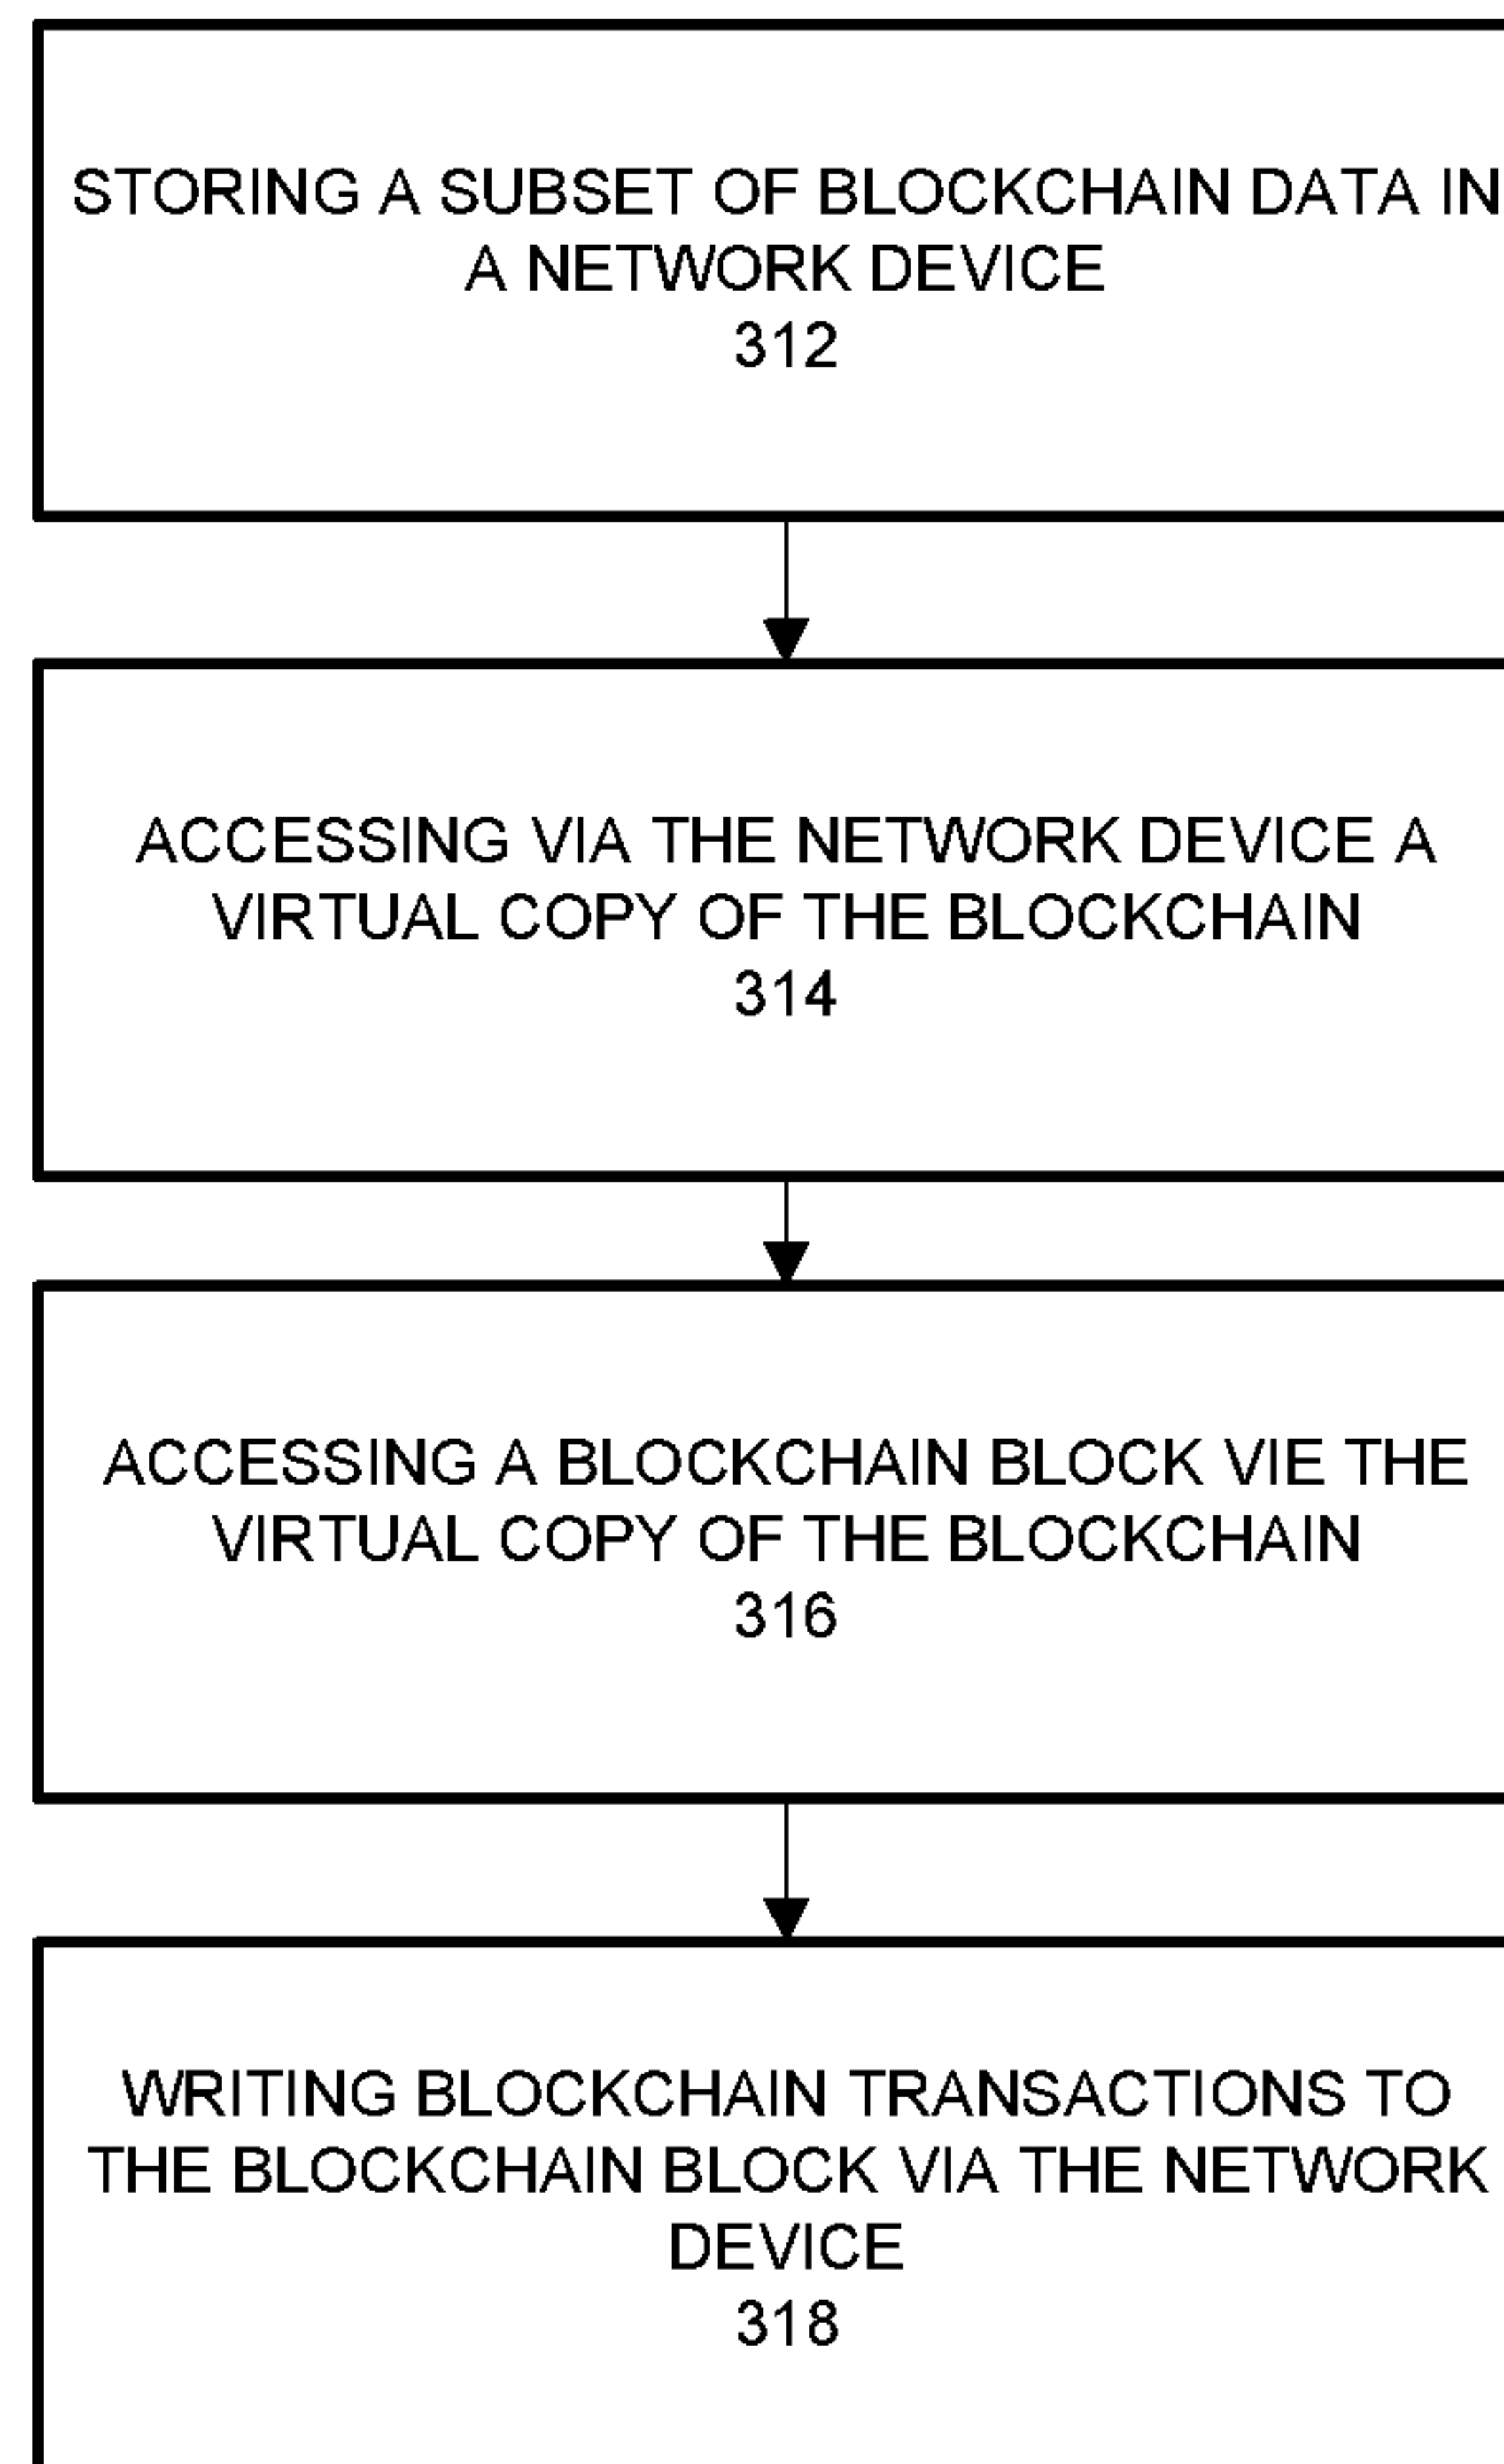 STORING A SUBSET OF BLOCKCHAIN DATA IN
A NETWORK DEVICE
312
ACCESSING VIA THE NETWORK DEVICE A
VIRTUAL COPY OF THE BLOCKCHAIN
314
ACCESSING A BLOCKCHAIN BLOCK VIE THE
VIRTUAL COPY OF THE BLOCKCHAIN
316
WRITING BLOCKCHAIN TRANSACTIONS TO
THE BLOCKCHAIN BLOCK VIA THE NETWORK
DEVICE
318